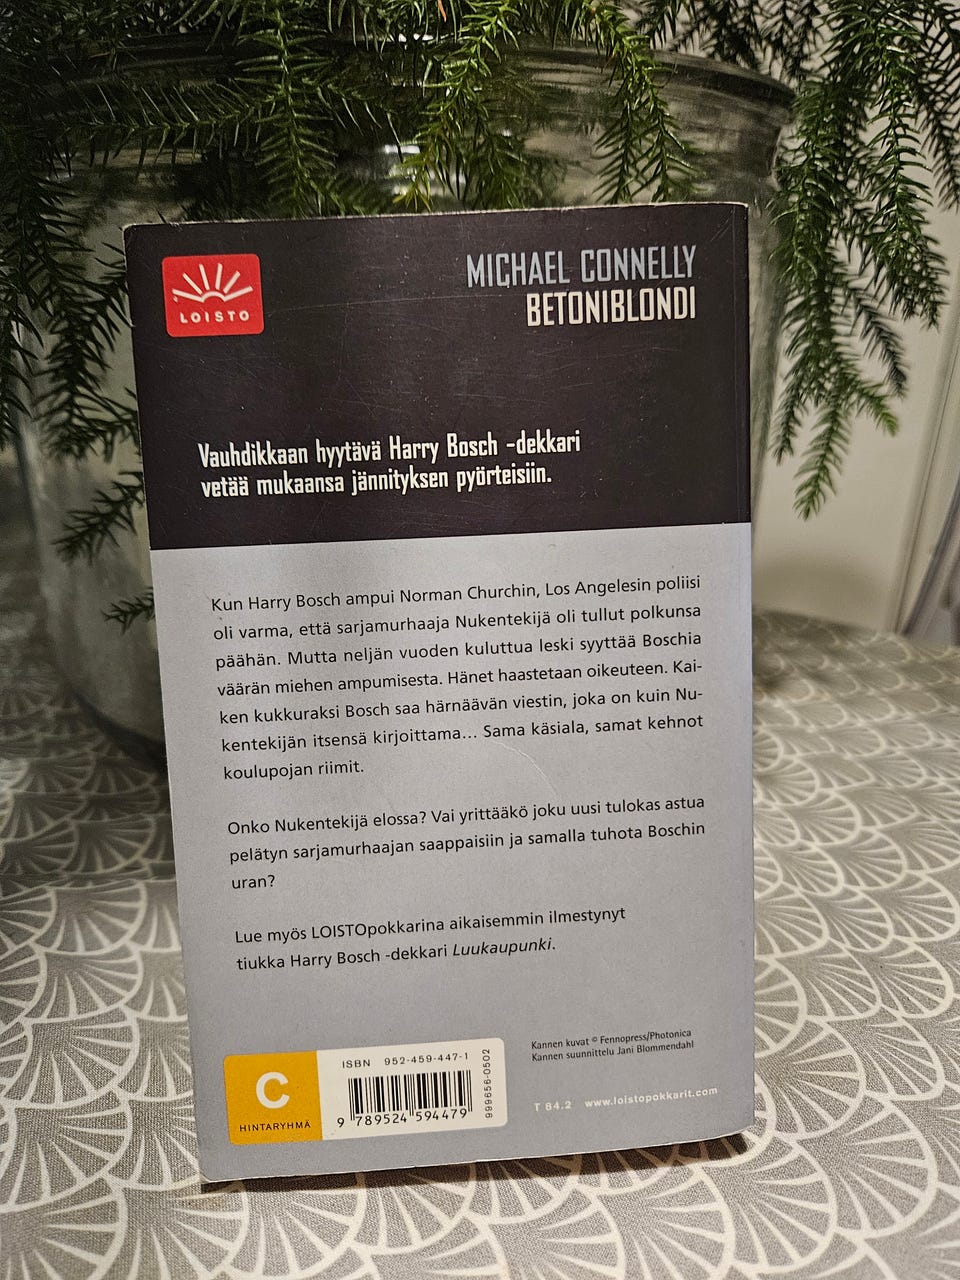 LOISTO
MICHAEL CONNELLY
BETONIBLONDI
Vauhdikkaan hyytävä Harry Bosch -dekkari
vetää mukaansa jännityksen pyörteisiin.
Kun Harry Bosch ampui Norman Churchin, Los Angelesin poliisi
oli varma, että sarjamurhaaja Nukentekijä oli tullut polkunsa
päähän. Mutta neljän vuoden kuluttua leski syyttää Boschia
väärän miehen ampumisesta. Hänet haastetaan oikeuteen. Kai-
ken kukkuraksi Bosch saa härnäävän viestin, joka on kuin Nu-
kentekijän itsensä kirjoittama... Sama käsiala, samat kehnot
koulupojan riimit.
Onko Nukentekijä elossa? Vai yrittääkö joku uusi tulokas astua
pelätyn sarjamurhaajan saappaisiin ja samalla tuhota Boschin
uran?
Lue myös LOISTOpokkarina aikaisemmin ilmestynyt
tiukka Harry Bosch -dekkari Luukaupunki.
Kannen kuvat © Fennopress/Photonica
Kannen suunnittelu Jani Blommendahl
C
HINTARYHMÄ
ISBN 952-459-447-1
9 789524 594479
999656-0502
T 84.2 www.loistopokkarit.com